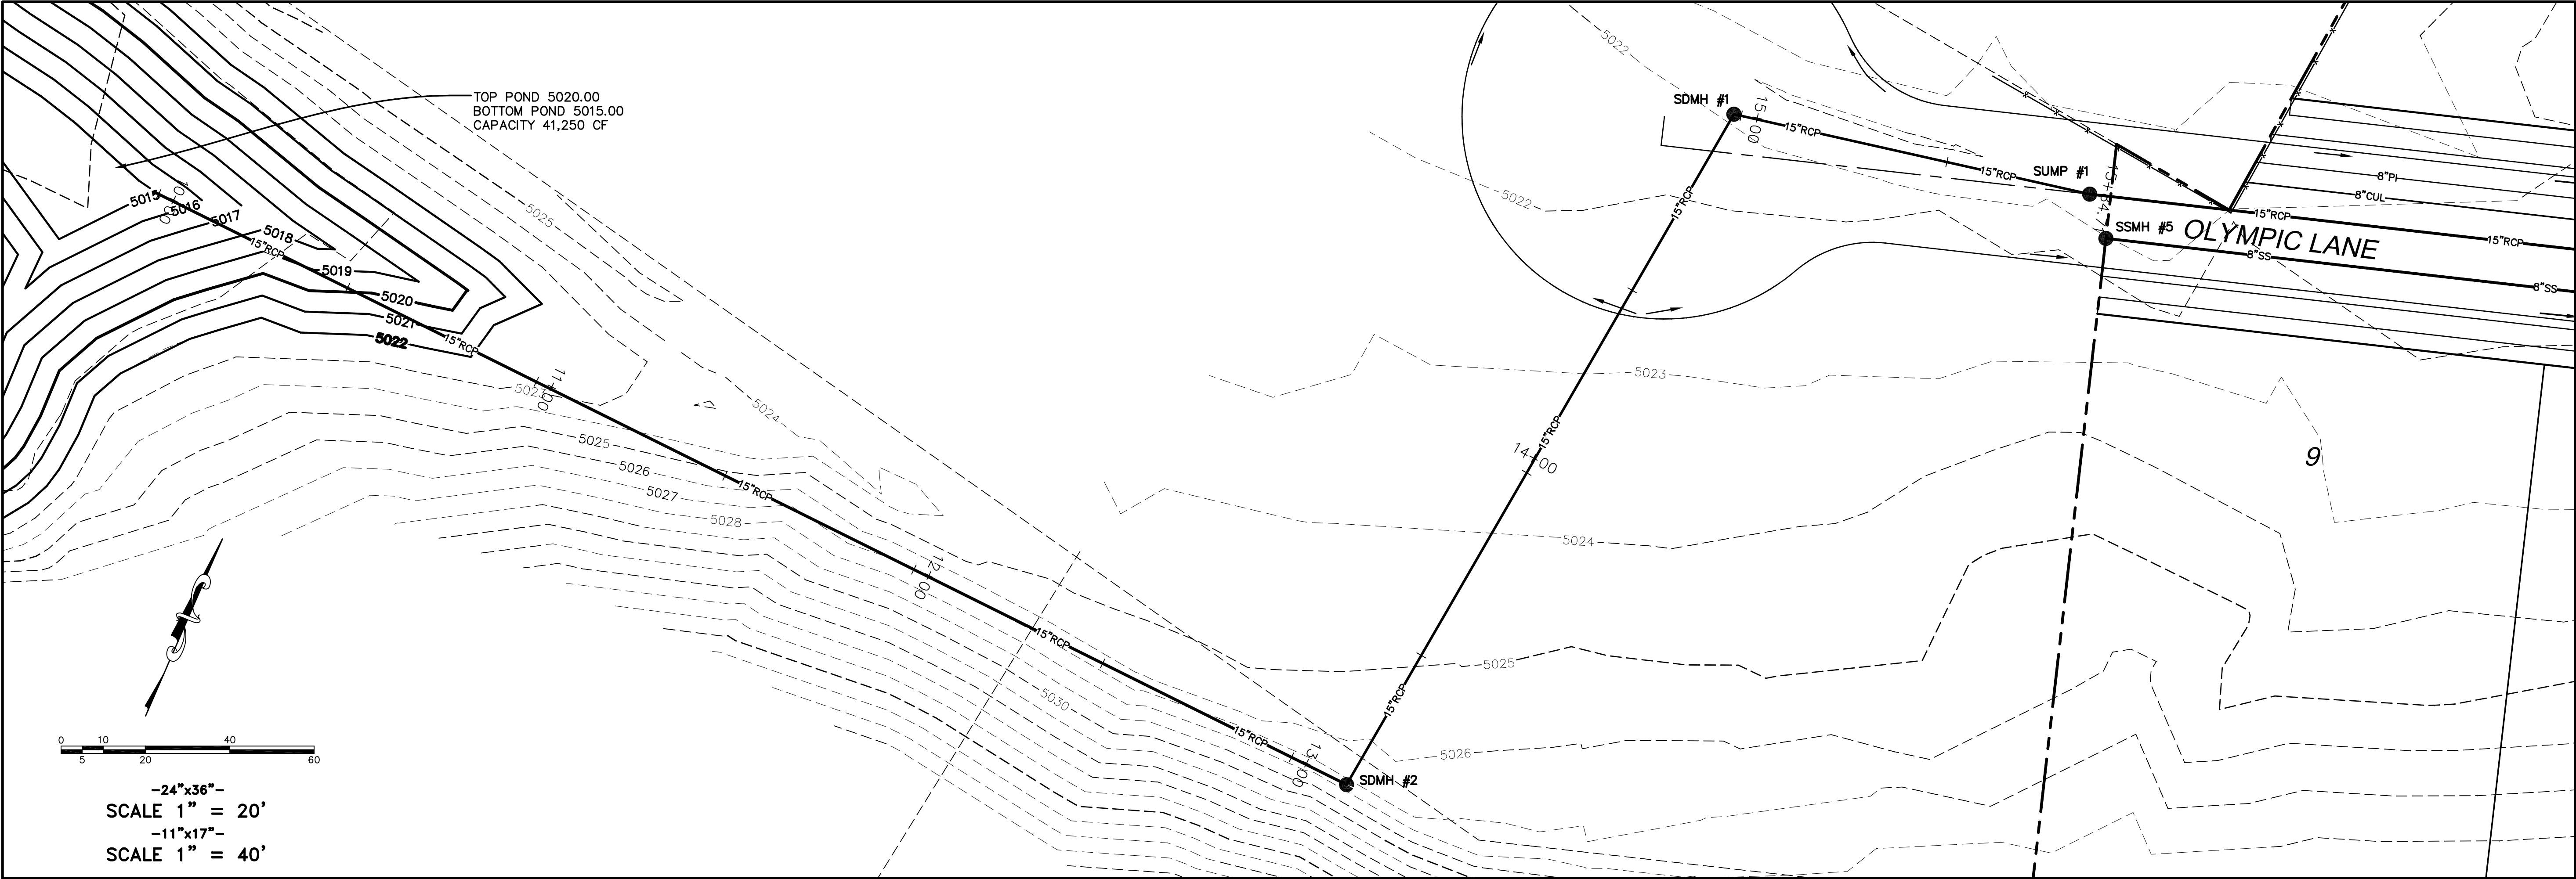 TOP POND 5020.00
BOTTOM POND 5015.00
CAPACITY 41,250 CF
5022
SDMH #1
15+00
15"RCP
15"RCP
SUMP #1
8"PI
8"CUL
5015
5016
5017
5018
15"RCP
5019
5020
5021
5022
15"RCP
5025
5022
15"RCP
15"RCP
SSMH #5
OLYMPIC LANE
8"SS
15"RCP
8"SS
11+00
5023
5024
5023
5025
5026
5027
5028
15"RCP
15"RCP
14+00
9
5024
12+00
15"RCP
5030
5025
15"RCP
15"RCP
13+00
5026
SDMH #2
0 10 40
5 20 60
-24"x36"-
SCALE 1" = 20'
-11"x17"-
SCALE 1" = 40'